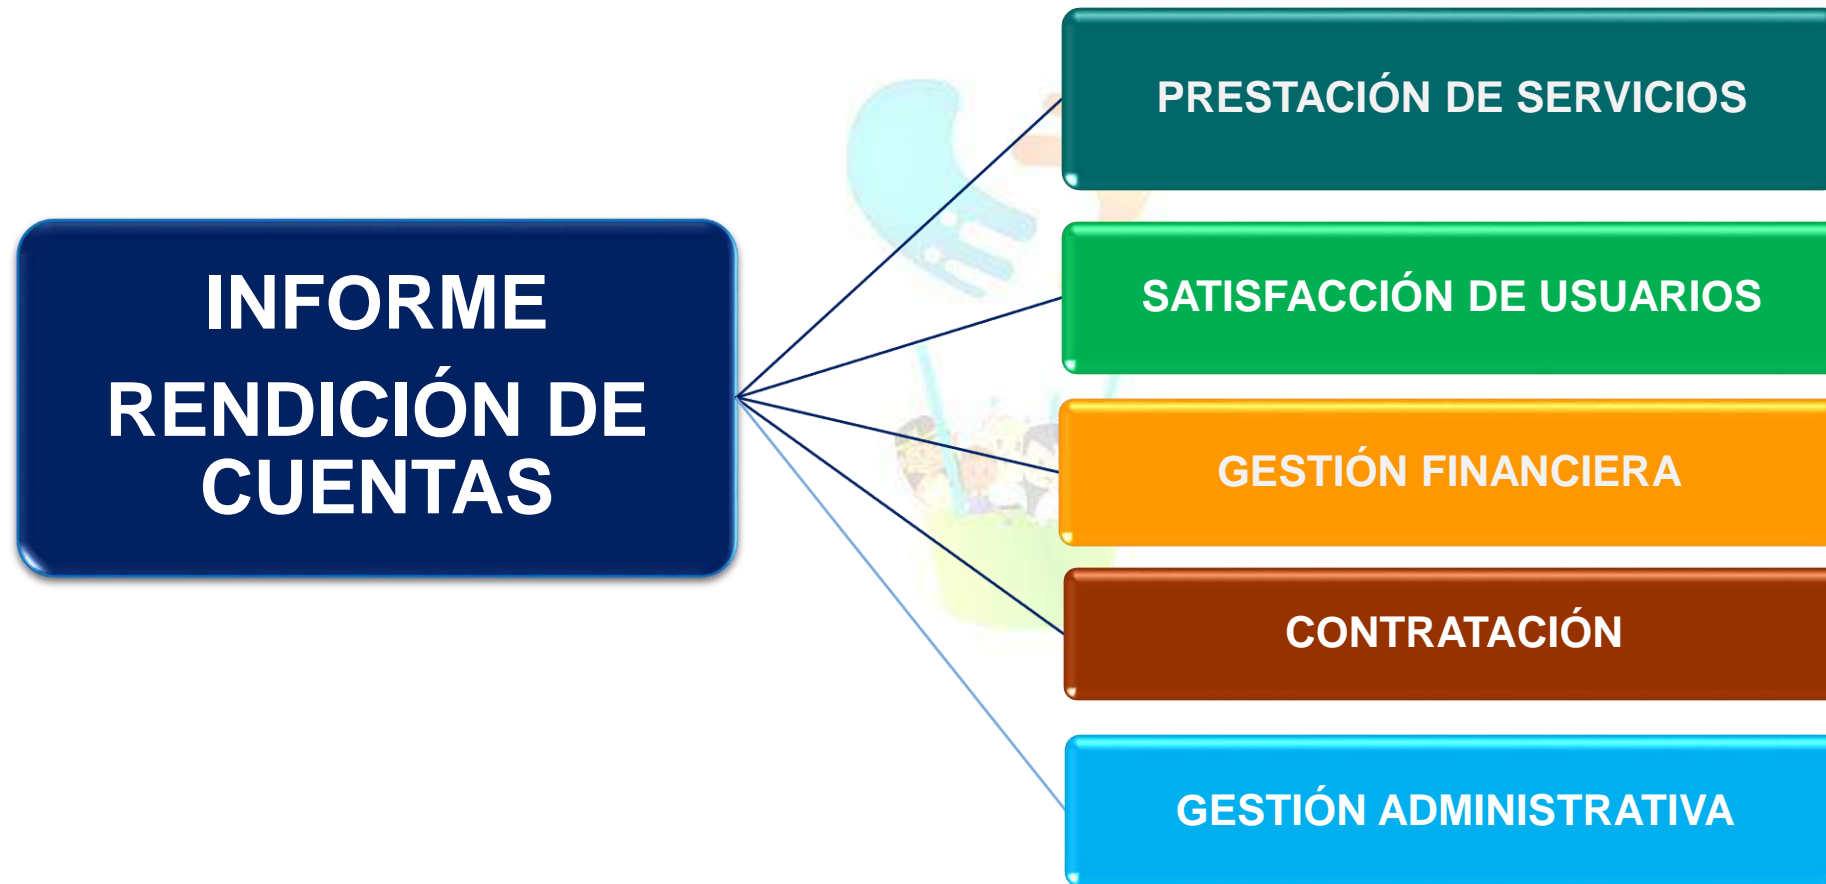 INFORME
RENDICIÓN DE
CUENTAS
PRESTACIÓN DE SERVICIOS
SATISFACCIÓN DE USUARIOS
GESTIÓN FINANCIERA
CONTRATACIÓN
GESTIÓN ADMINISTRATIVA